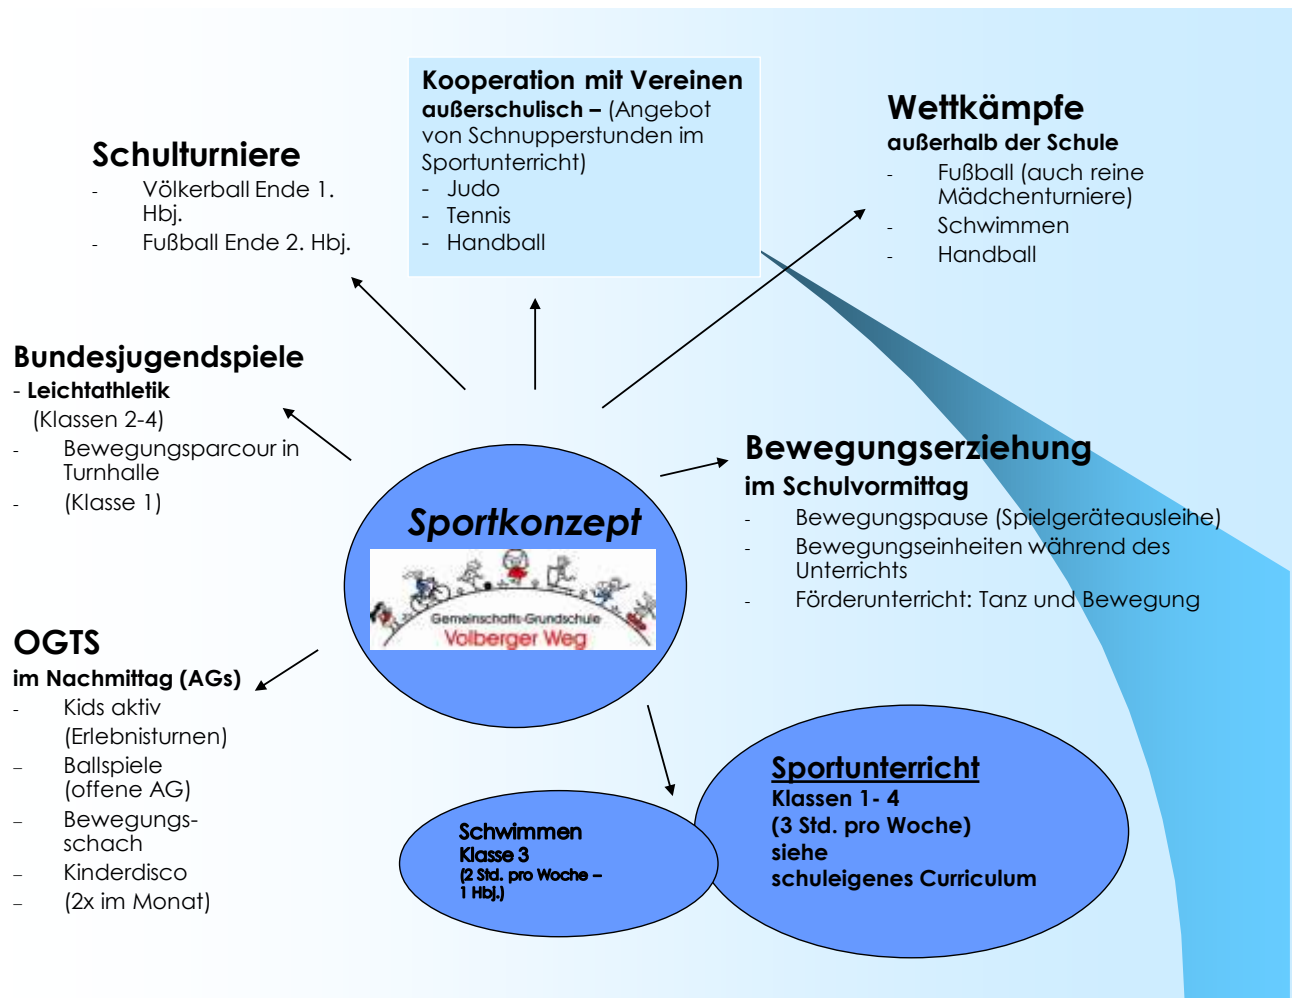 Kooperation mit Vereinen
außerschulisch – (Angebot
von Schnupperstunden im
Sportunterricht)
- Judo
- Tennis
- Handball
Wettkämpfe
außerhalb der Schule
- Fußball (auch reine
Mädchenturniere)
- Schwimmen
- Handball
Schulturniere
- Völkerball Ende 1.
Hbj.
- Fußball Ende 2. Hbj.
Bundesjugendspiele
- Leichtathletik
(Klassen 2-4)
- Bewegungsparcour in
Turnhalle
- (Klasse 1)
Sportkonzept
Gemeinschafts-Grundschule
Volberger Weg
Bewegungserziehung
im Schulvormittag
- Bewegungspause (Spielgeräteausleihe)
- Bewegungseinheiten während des
Unterrichts
- Förderunterricht: Tanz und Bewegung
OGTS
im Nachmittag (AGs)
- Kids aktiv
(Erlebnisturnen)
– Ballspiele
(offene AG)
– Bewegungs-
schach
– Kinderdisco
– (2x im Monat)
Schwimmen
Klasse 3
(2 Std. pro Woche –
1 Hbj.)
Sportunterricht
Klassen 1- 4
(3 Std. pro Woche)
siehe
schuleigenes Curriculum